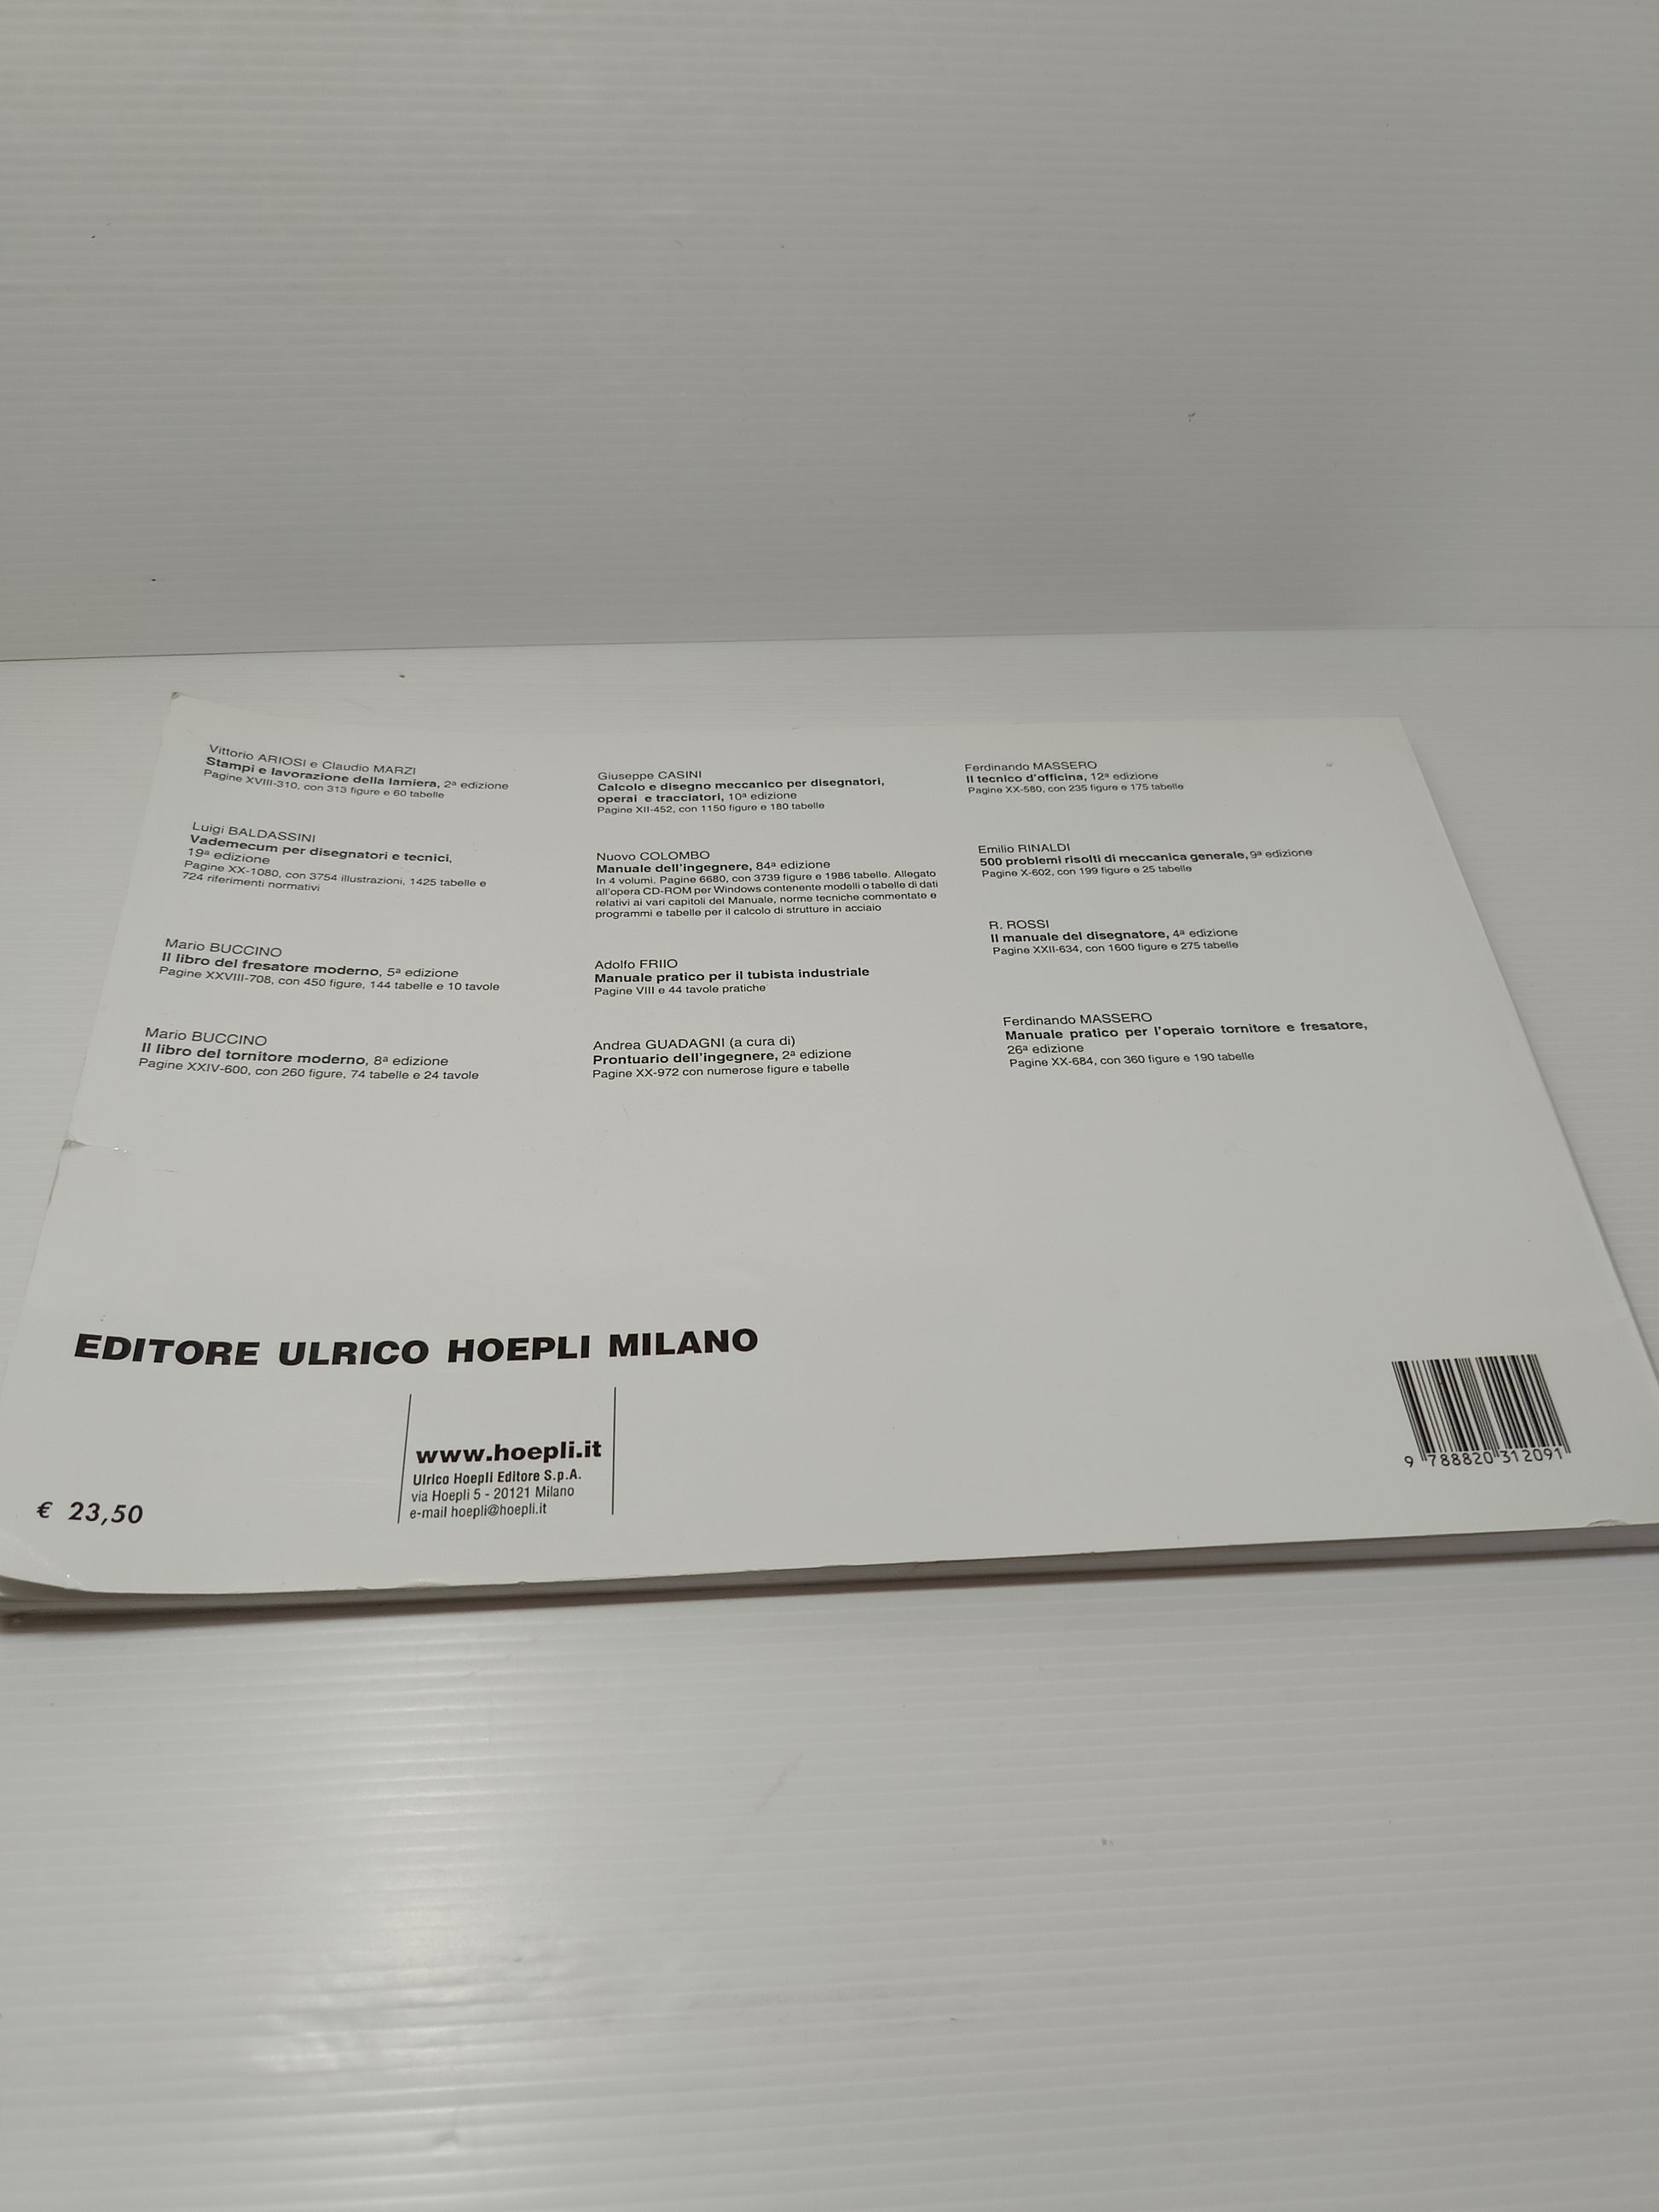 Vittorio ARIOSI e Claudio MARZI
Stampi e lavorazione della lamiera, 2ª edizione
Pagine XVIII-310, con 313 figure e 60 tabelle
Luigi BALDASSINI
Vademecum per disegnatori e tecnici,
19ª edizione
Pagine XX-1080, con 3754 illustrazioni, 1425 tabelle e
724 riferimenti normativi
Mario BUCCINO
Il libro del fresatore moderno, 5ª edizione
Pagine XXVIII-708, con 450 figure, 144 tabelle e 10 tavole
Mario BUCCINO
Il libro del tornitore moderno, 8ª edizione
Pagine XXIV-600, con 260 figure, 74 tabelle e 24 tavole
Giuseppe CASINI
Calcolo e disegno meccanico per disegnatori,
operai e tracciatori, 10ª edizione
Pagine XII-452, con 1150 figure e 180 tabelle
Nuovo COLOMBO
Manuale dell'ingegnere, 84ª edizione
In 4 volumi. Pagine 6680, con 3739 figure e 1986 tabelle. Allegato
all'opera CD-ROM per Windows contenente modelli o tabelle di dati
relativi ai vari capitoli del Manuale, norme tecniche commentate e
programmi e tabelle per il calcolo di strutture in acciaio
Adolfo FRIIO
Manuale pratico per il tubista industriale
Pagine VIII e 44 tavole pratiche
Andrea GUADAGNI (a cura di)
Prontuario dell'ingegnere, 2ª edizione
Pagine XX-972 con numerose figure e tabelle
Ferdinando MASSERO
Il tecnico d'officina, 12ª edizione
Pagine XX-580, con 235 figure e 175 tabelle
Emilio RINALDI
500 problemi risolti di meccanica generale, 9ª edizione
Pagine X-602, con 199 figure e 25 tabelle
R. ROSSI
Il manuale del disegnatore, 4ª edizione
Pagine XXII-634, con 1600 figure e 275 tabelle
Ferdinando MASSERO
Manuale pratico per l'operaio tornitore e fresatore,
26ª edizione
Pagine XX-684, con 360 figure e 190 tabelle
EDITORE ULRICO HOEPLI MILANO
www.hoepli.it
Ulrico Hoepli Editore S.p.A.
via Hoepli 5 - 20121 Milano
e-mail hoepli@hoepli.it
€ 23,50
9 788820 312091